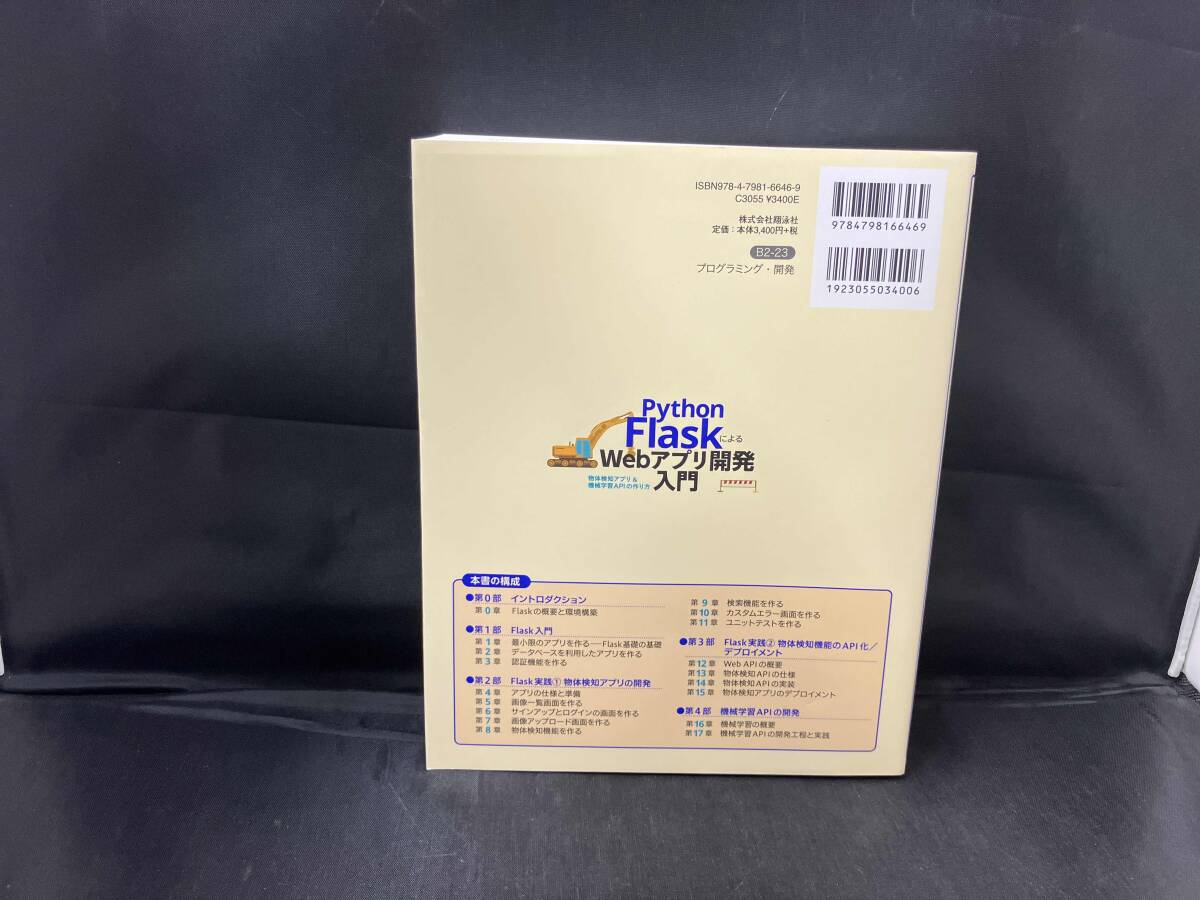 ISBN978-4-7981-6646-9
C3055 ¥3400E
株式会社翔泳社
定価：本体3,400円+税
B2-23
プログラミング・開発
9784798166469
1923055034006
Python
Flaskによる
Webアプリ開発
物体検知アプリ&
機械学習APIの作り方
入門
本書の構成
●第0部 イントロダクション
第0章 Flaskの概要と環境構築
●第1部 Flask入門
第1章 最小限のアプリを作る──Flask基礎の基礎
第2章 データベースを利用したアプリを作る
第3章 認証機能を作る
●第2部 Flask実践① 物体検知アプリの開発
第4章 アプリの仕様と準備
第5章 画像一覧画面を作る
第6章 サインアップとログインの画面を作る
第7章 画像アップロード画面を作る
第8章 物体検知機能を作る
第9章 検索機能を作る
第10章 カスタムエラー画面を作る
第11章 ユニットテストを作る
●第3部 Flask実践② 物体検知機能のAPI化／
デプロイメント
第12章 Web APIの概要
第13章 物体検知APIの仕様
第14章 物体検知APIの実装
第15章 物体検知アプリのデプロイメント
●第4部 機械学習APIの開発
第16章 機械学習の概要
第17章 機械学習APIの開発工程と実践